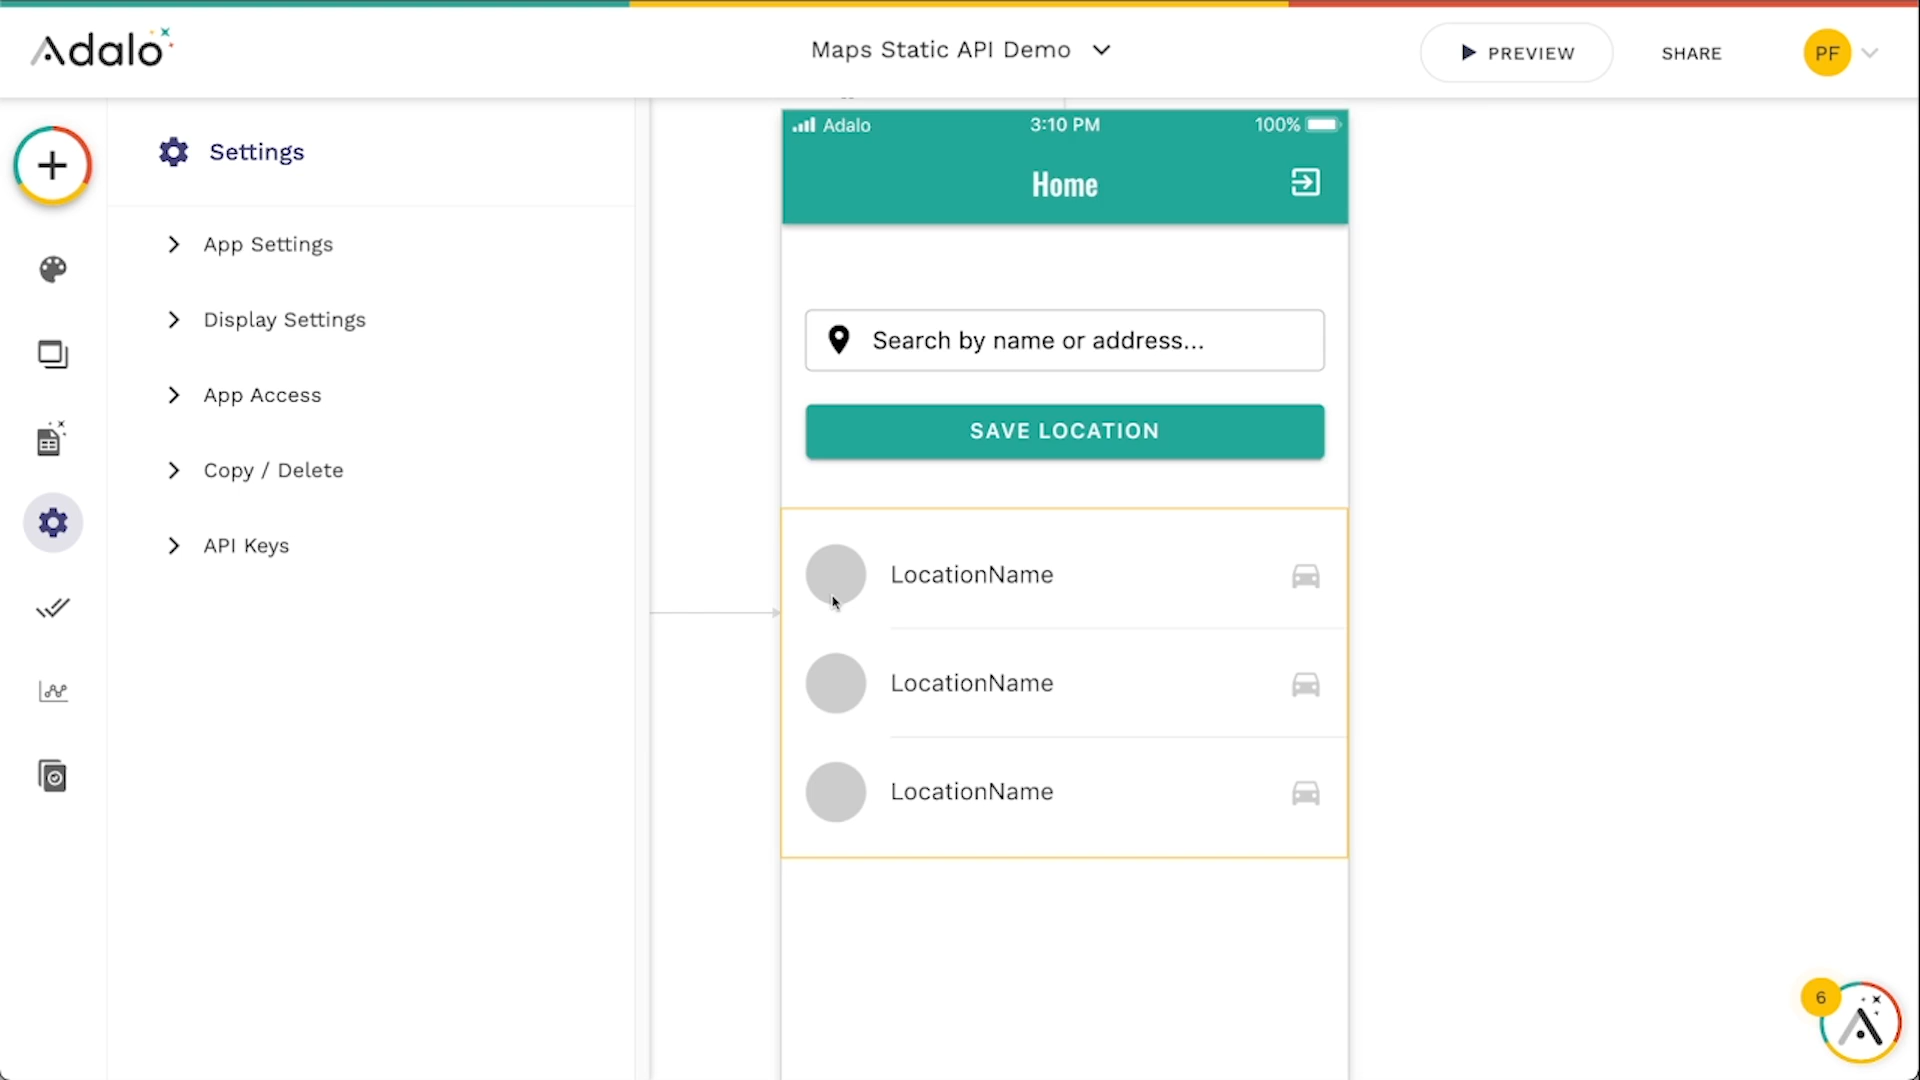 Adalo
Maps Static API Demo
PREVIEW
SHARE
PF
Settings
App Settings
Display Settings
App Access
Copy / Delete
API Keys
Adalo
3:10 PM
100%
Home
Search by name or address...
SAVE LOCATION
LocationName
LocationName
LocationName
6